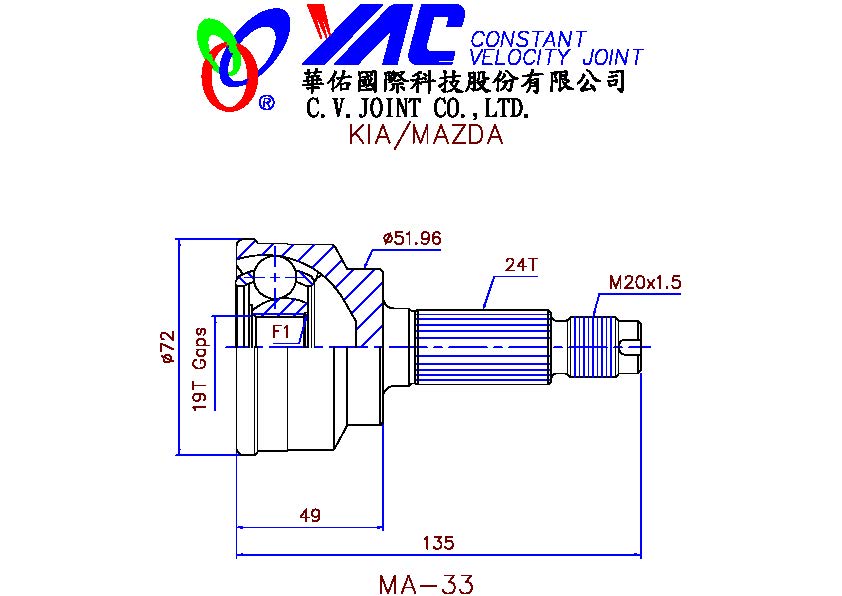 YAC CONSTANT
VELOCITY JOINT
®
華佑國際科技股份有限公司
C.V.JOINT CO.,LTD.
KIA/MAZDA
ø51.96
24T
M20x1.5
F1
ø72
19T Gaps
49
135
MA-33